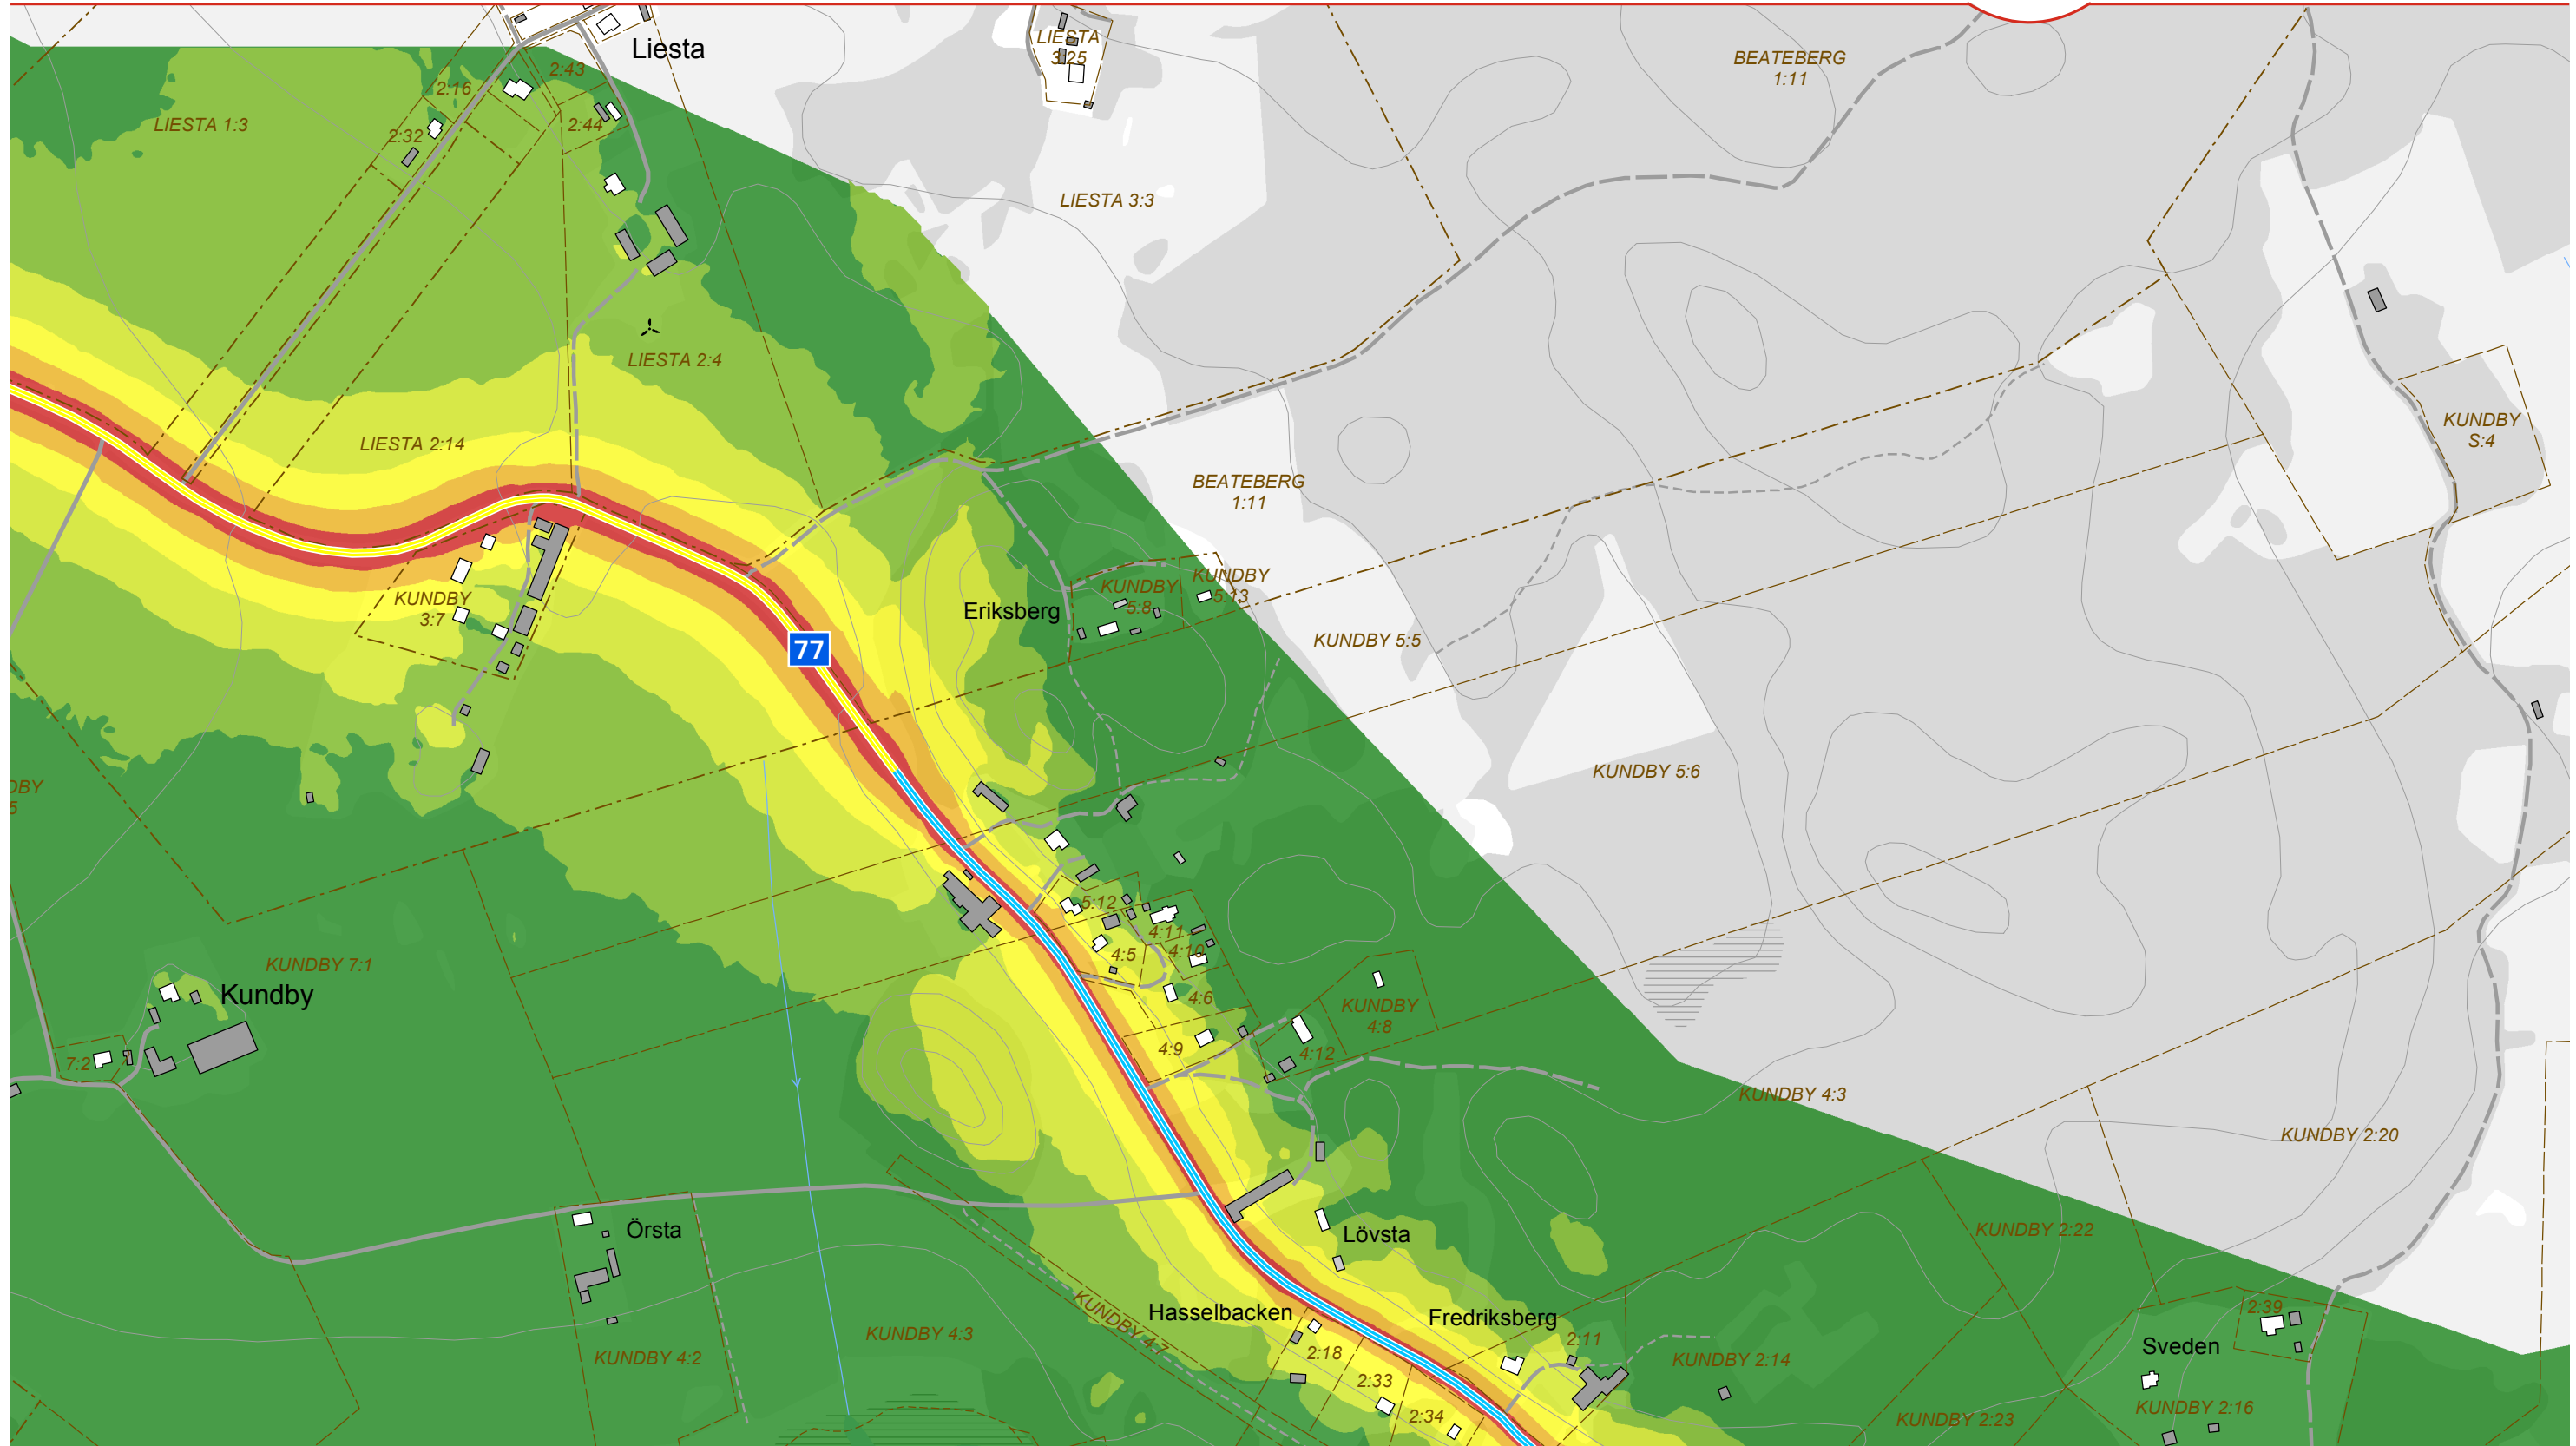 Liesta
LIESTA
3:25
BEATEBERG
1:11
2:43
2:16
LIESTA 1:3
2:44
2:32
LIESTA 3:3
LIESTA 2:4
LIESTA 2:14
KUNDBY
S:4
BEATEBERG
1:11
KUNDBY
5:8
KUNDBY
5:13
KUNDBY
3:7
Eriksberg
77
KUNDBY 5:5
KUNDBY 5:6
DBY
5
5:12
4:11
4:10
4:5
KUNDBY 7:1
Kundby
4:6
KUNDBY
4:8
4:9
4:12
7:2
KUNDBY 4:3
KUNDBY 2:20
Örsta
Lövsta
KUNDBY 2:22
KUNDBY 4:7
Hasselbacken
Fredriksberg
2:39
KUNDBY 4:3
2:11
2:18
Sveden
KUNDBY 4:2
KUNDBY 2:14
2:33
KUNDBY 2:16
2:34
KUNDBY 2:23